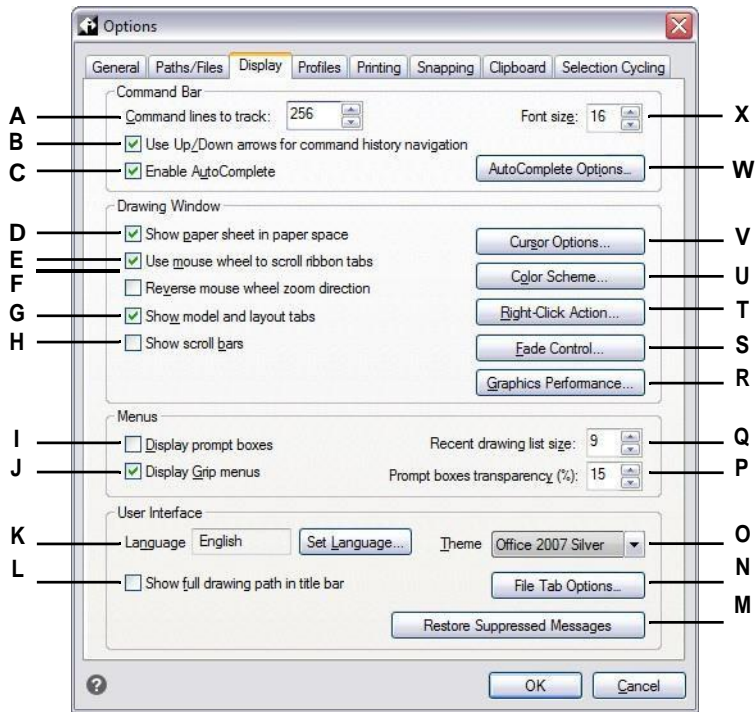 Options
General Paths/Files Display Profiles Printing Snapping Clipboard Selection Cycling
Command Bar
A Command lines to track: 256 Font size: 16 X
B Use Up/Down arrows for command history navigation
C Enable AutoComplete AutoComplete Options... W
Drawing Window
D Show paper sheet in paper space Cursor Options... V
E Use mouse wheel to scroll ribbon tabs Color Scheme... U
F Reverse mouse wheel zoom direction
G Show model and layout tabs Right-Click Action... T
H Show scroll bars Fade Control... S
Graphics Performance... R
Menus
I Display prompt boxes Recent drawing list size: 9 Q
J Display Grip menus Prompt boxes transparency (%): 15 P
User Interface
K Language English Set Language... Theme Office 2007 Silver O
L Show full drawing path in title bar File Tab Options... N
Restore Suppressed Messages M
? OK Cancel